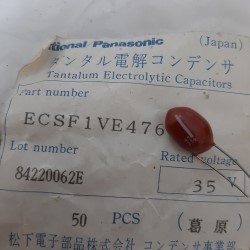 tional Panasonic (Japan)
タンタル電解コンデンサ
Tantalum Electrolytic Capacitors
Part number
ECSF1VE476
Lot number
84220062E
Rated voltage
35 V
50 PCS (葛原)
松下電子部品株式会社 コンデンサ事業部